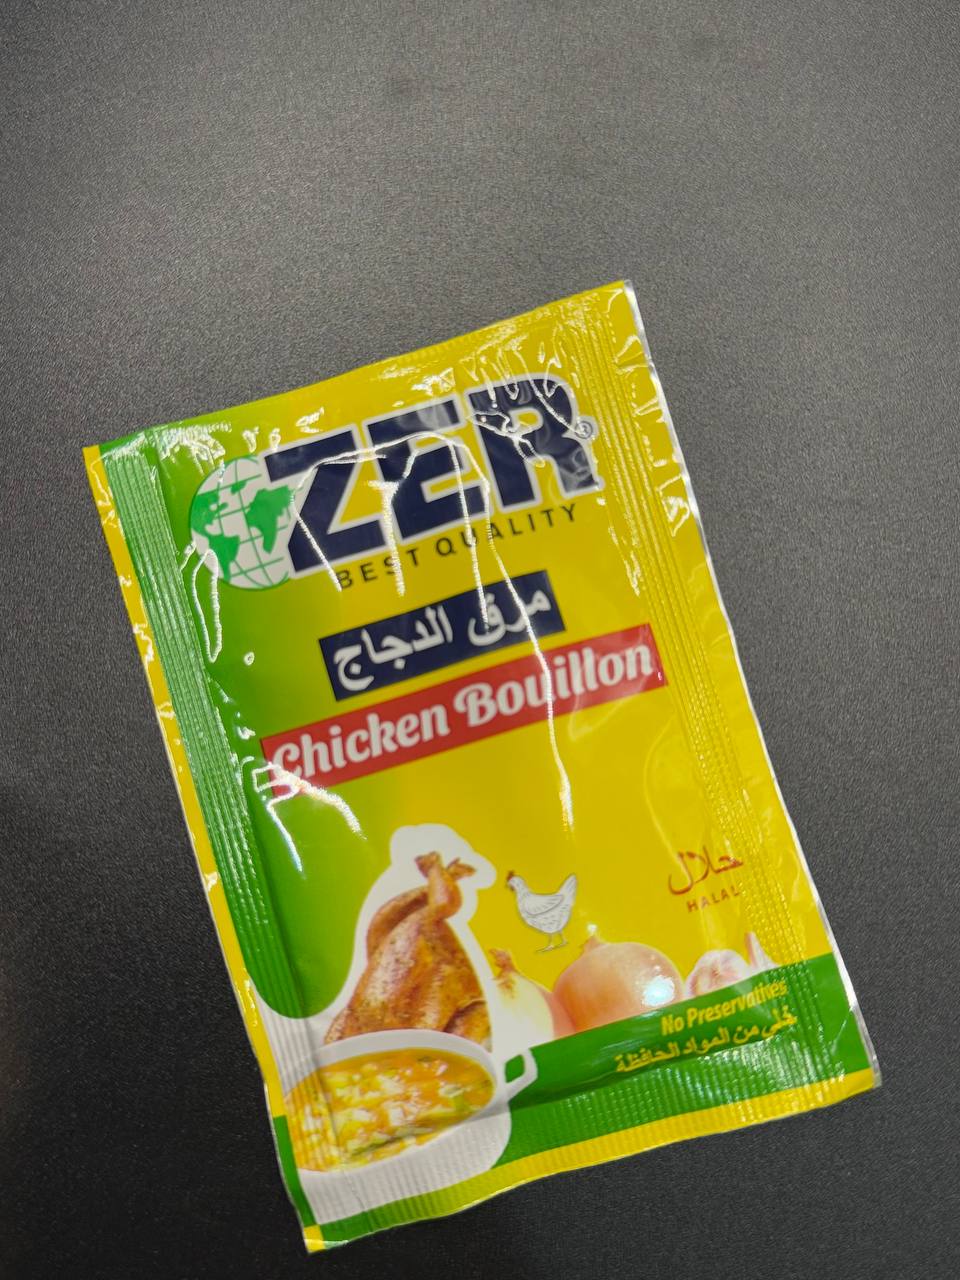 ZER®
BEST QUALITY
مرق الدجاج
Chicken Bouillon
حلال
HALAL
No Preservatives
خالي من المواد الحافظة